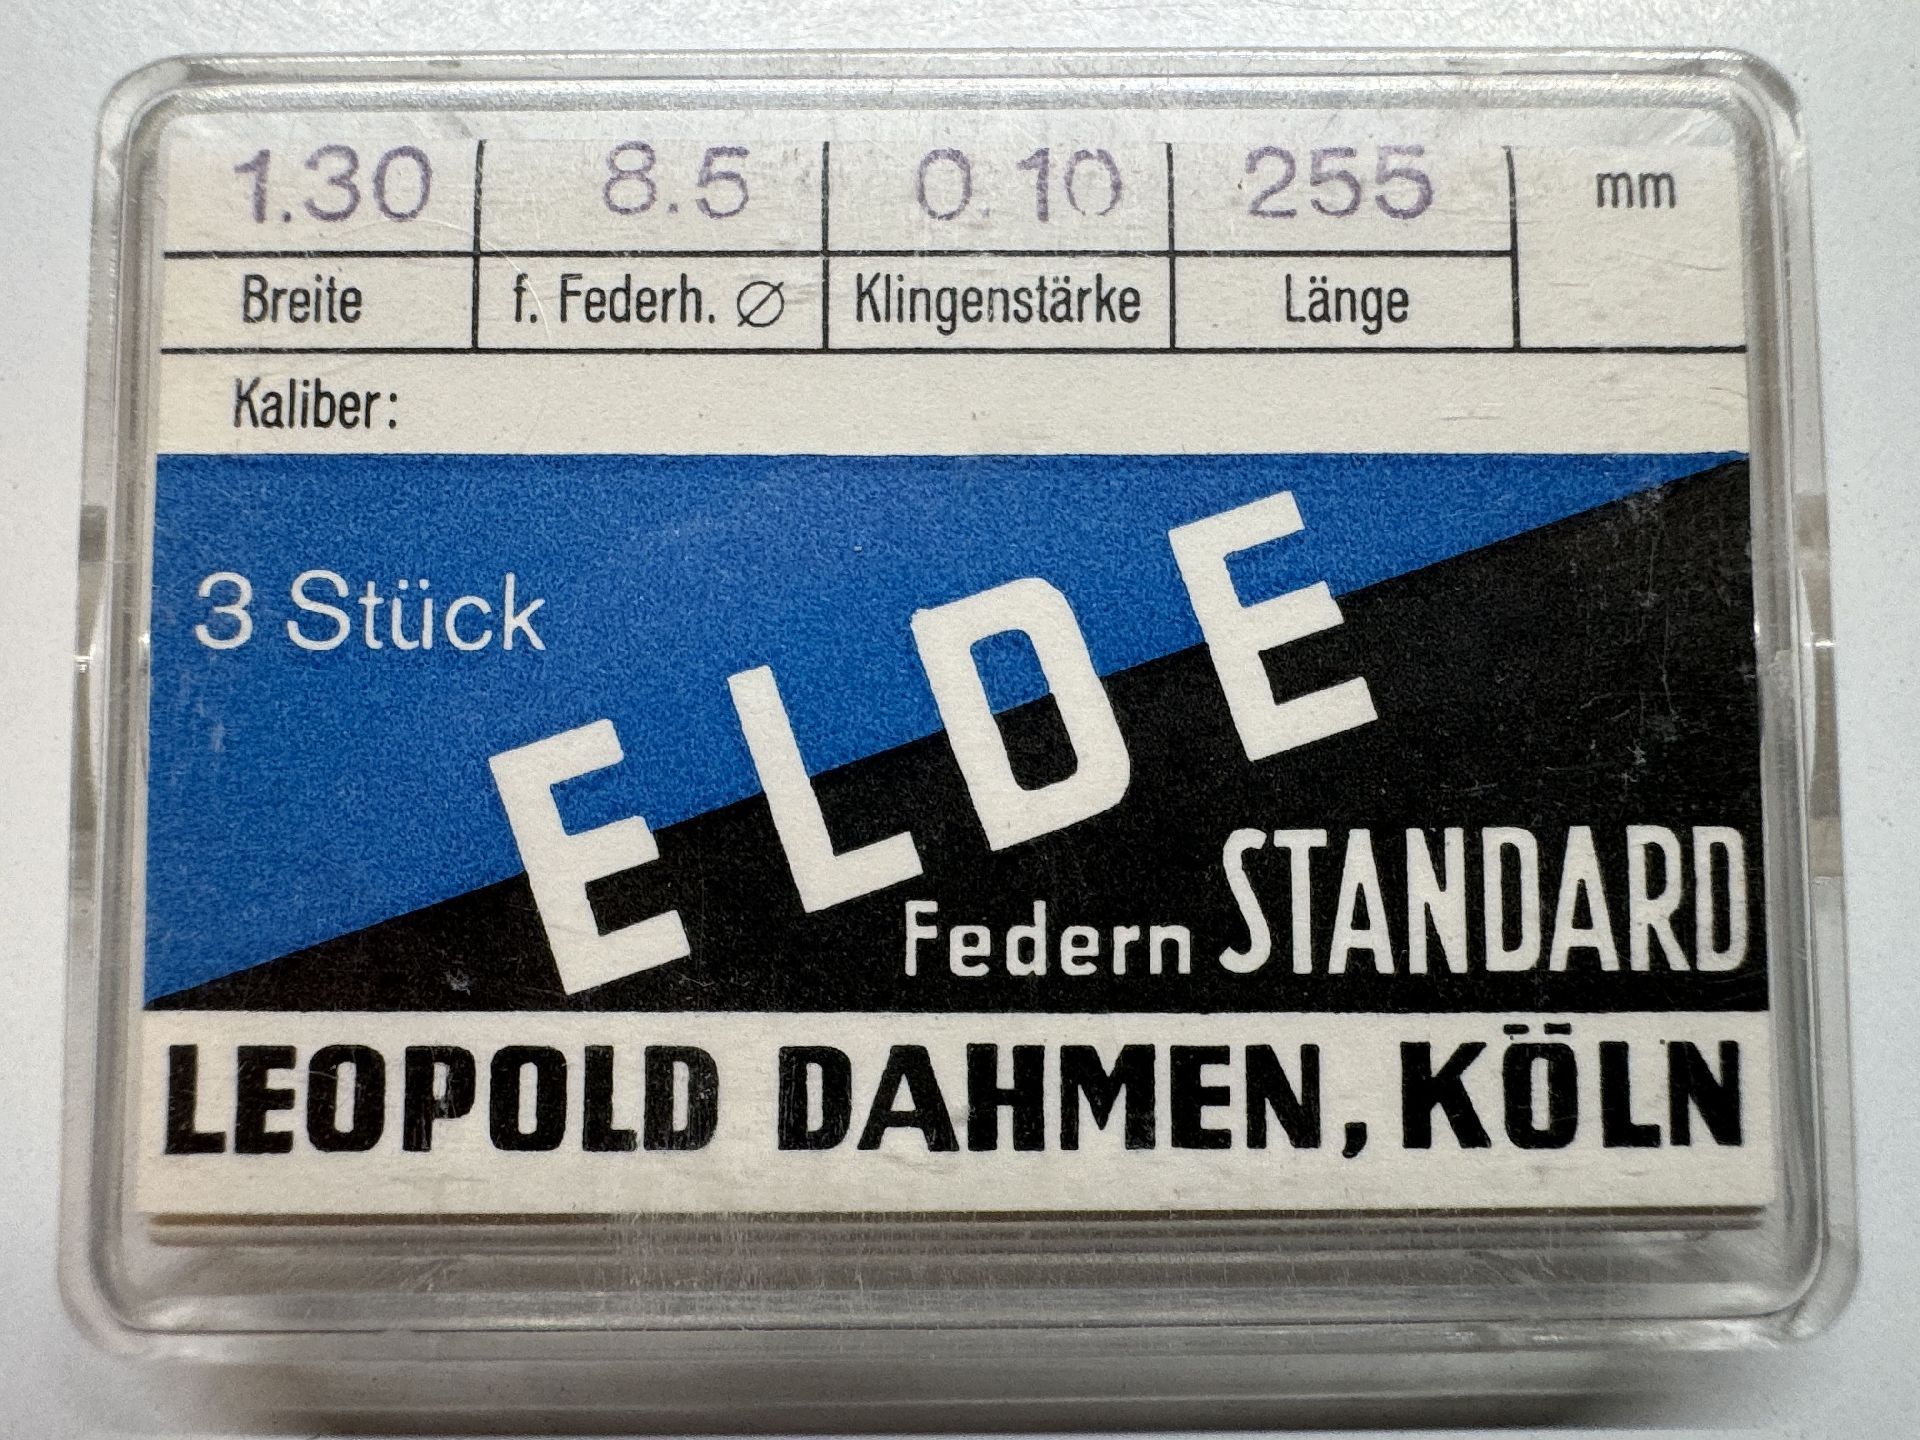 1.30 8.5 0.10 255 mm
Breite f. Federh. ∅ Klingenstärke Länge
Kaliber:
3 Stück
ELDE
Federn STANDARD
LEOPOLD DAHMEN, KÖLN